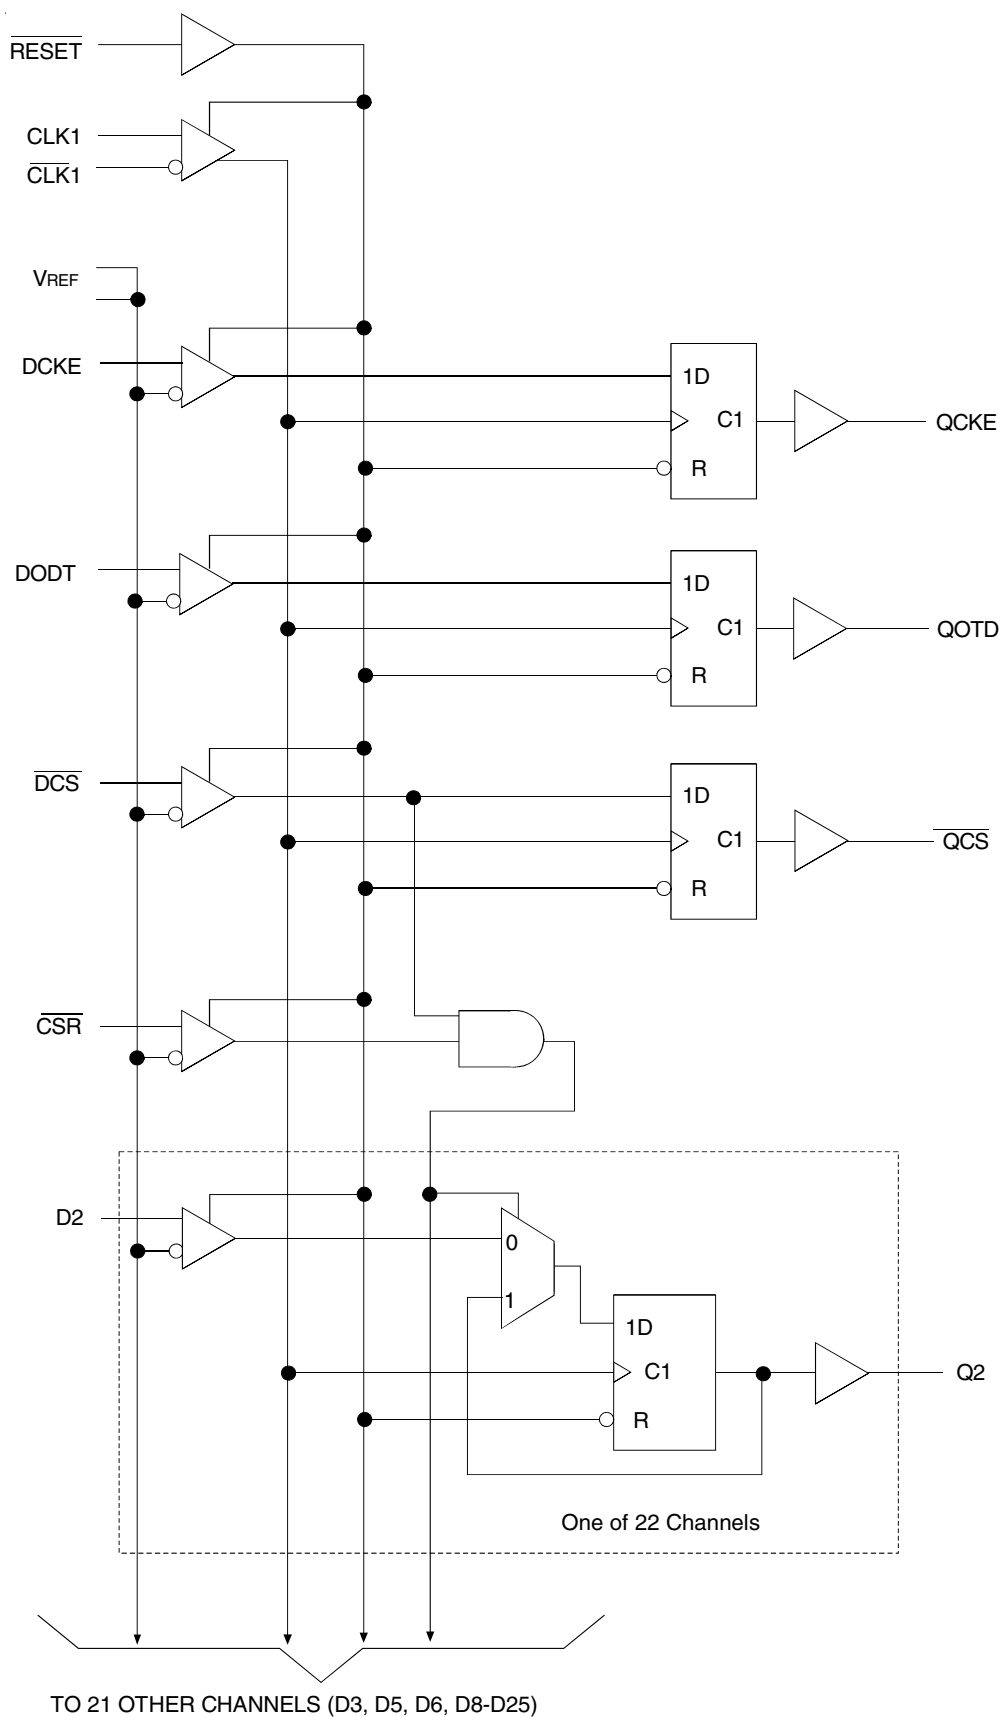 RESET
CLK1
CLK1
VREF
DCKE
1D
C1
R
QCKE
DODT
1D
C1
R
QOTD
DCS
1D
C1
R
QCS
CSR
D2
0
1
1D
C1
R
Q2
One of 22 Channels
TO 21 OTHER CHANNELS (D3, D5, D6, D8-D25)